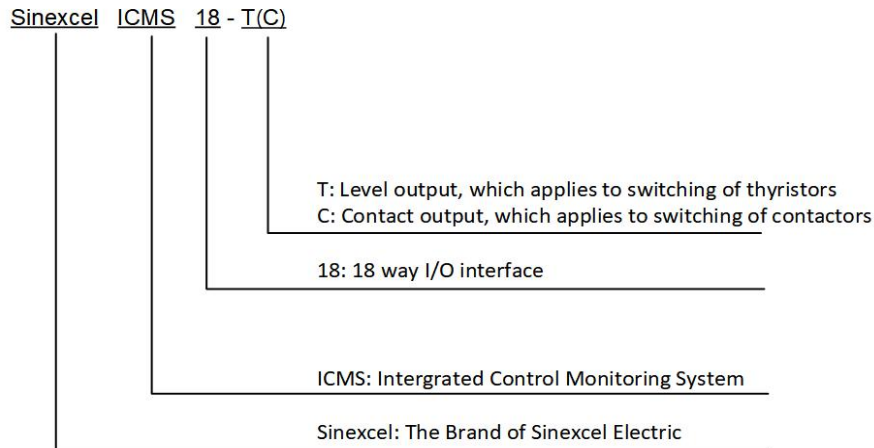 Sinexcel ICMS 18 - T(C)
T: Level output, which applies to switching of thyristors
C: Contact output, which applies to switching of contactors
18: 18 way I/O interface
ICMS: Intergrated Control Monitoring System
Sinexcel: The Brand of Sinexcel Electric